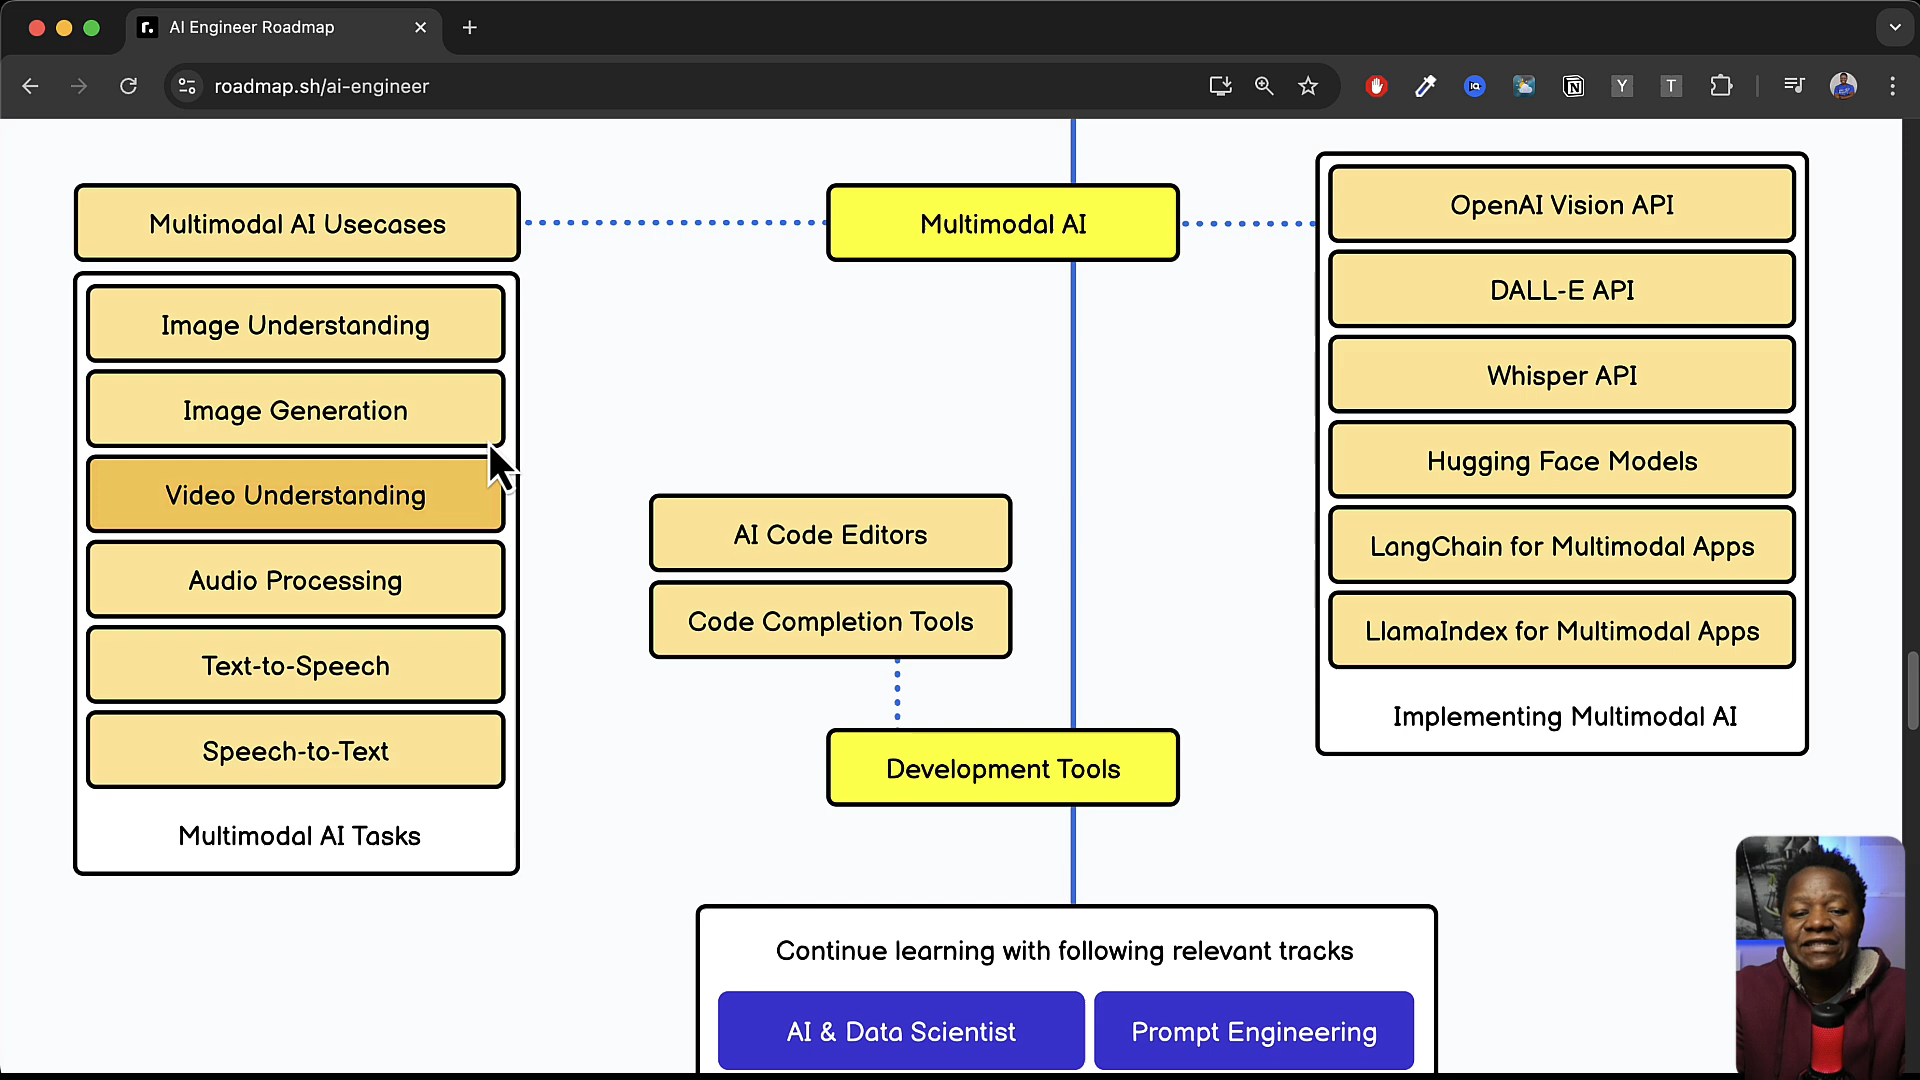 AI Engineer Roadmap
roadmap.sh/ai-engineer
IQ
N
Y
T
Multimodal AI Usecases
Multimodal AI
OpenAI Vision API
DALL-E API
Whisper API
Hugging Face Models
LangChain for Multimodal Apps
LlamaIndex for Multimodal Apps
Implementing Multimodal AI
Image Understanding
Image Generation
Video Understanding
Audio Processing
Text-to-Speech
Speech-to-Text
Multimodal AI Tasks
AI Code Editors
Code Completion Tools
Development Tools
Continue learning with following relevant tracks
AI & Data Scientist
Prompt Engineering